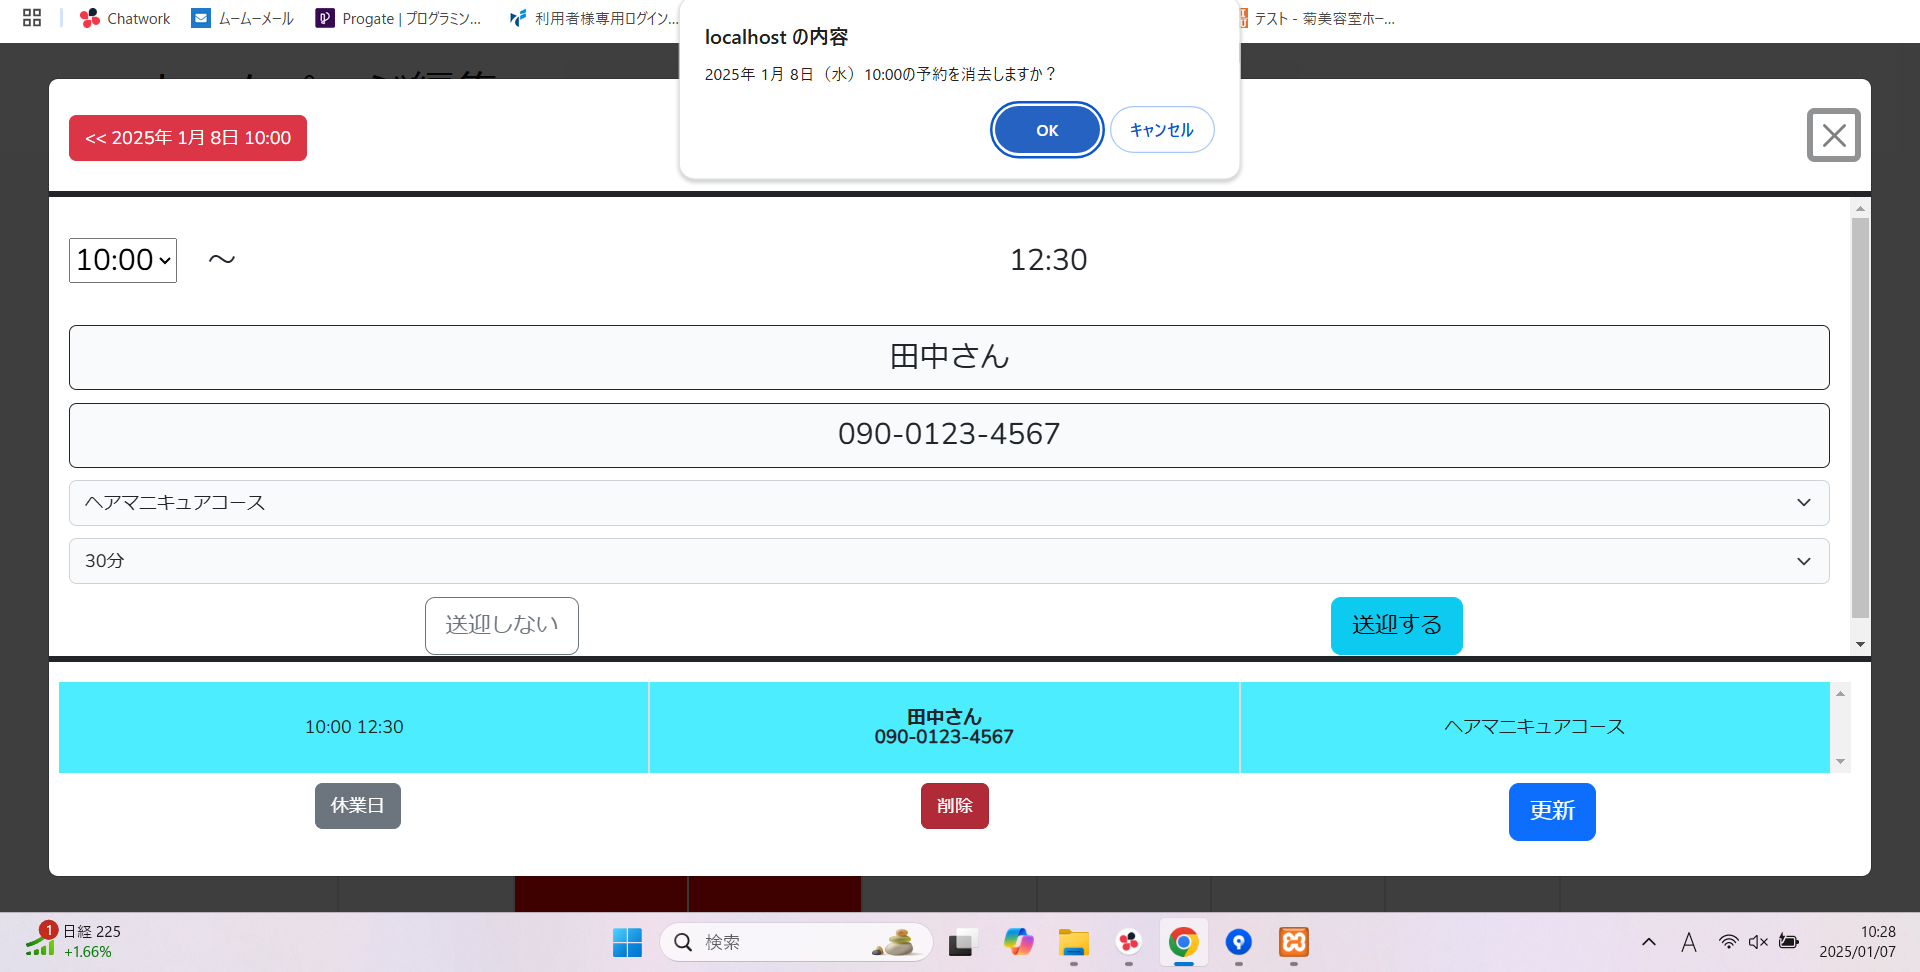 Chatwork
ムームーメール
Progate | プログラミン...
利用者様専用ログイン...
テスト - 菊美容室ホー...
localhost の内容
2025年 1月 8日（水）10:00の予約を消去しますか？
OK
キャンセル
<< 2025年 1月 8日 10:00
10:00 ～ 12:30
田中さん
090-0123-4567
ヘアマニキュアコース
30分
送迎しない
送迎する
10:00 12:30
田中さん
090-0123-4567
ヘアマニキュアコース
休業日
削除
更新
1
日経 225
+1.66%
検索
A
10:28
2025/01/07